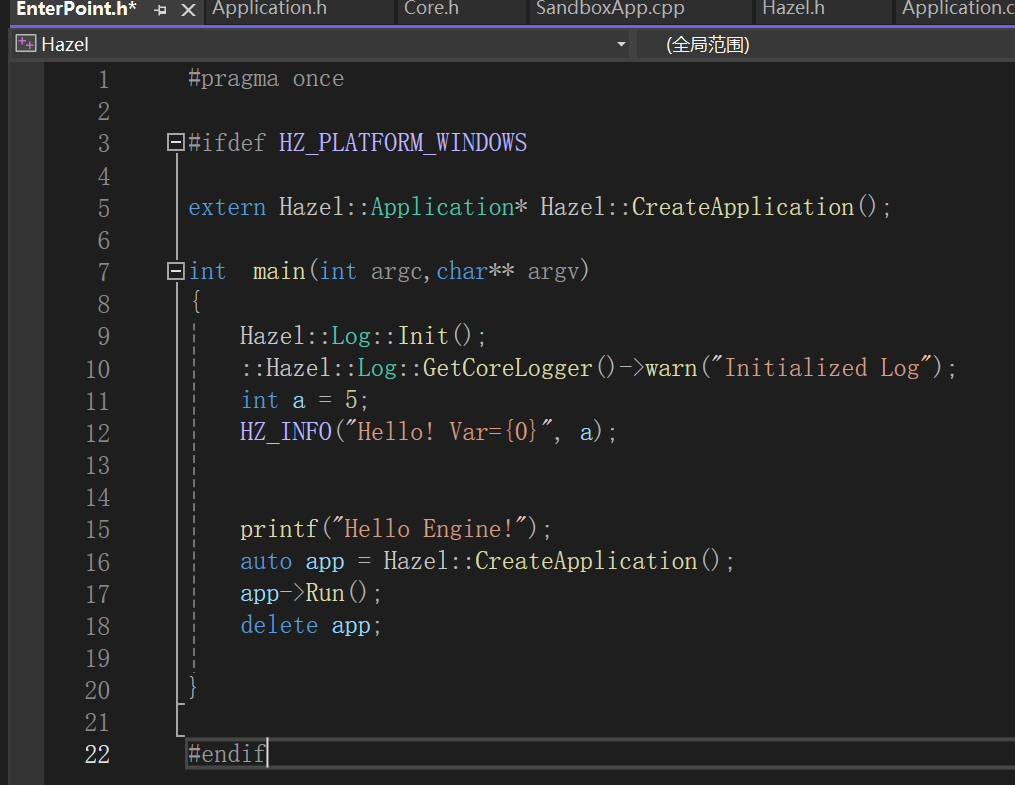 EnterPoint.h* Application.h Core.h SandboxApp.cpp Hazel.h Application.c
Hazel (全局范围)
1 #pragma once
2
3 #ifdef HZ_PLATFORM_WINDOWS
4
5 extern Hazel::Application* Hazel::CreateApplication();
6
7 int  main(int argc,char** argv)
8 {
9 Hazel::Log::Init();
10 ::Hazel::Log::GetCoreLogger()->warn("Initialized Log");
11 int a = 5;
12 HZ_INFO("Hello! Var={0}", a);
13
14
15 printf("Hello Engine!");
16 auto app = Hazel::CreateApplication();
17 app->Run();
18 delete app;
19
20 }
21
22 #endif